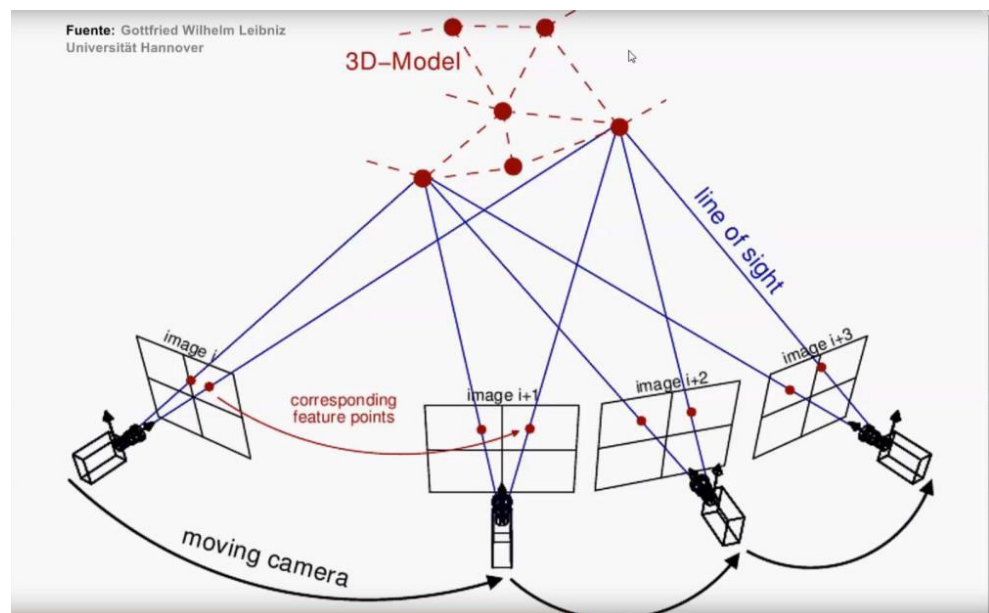 Fuente: Gottfried Wilhelm Leibniz
Universität Hannover
3D-Model
line of sight
image i
image i+1
image i+2
image i+3
corresponding
feature points
moving camera